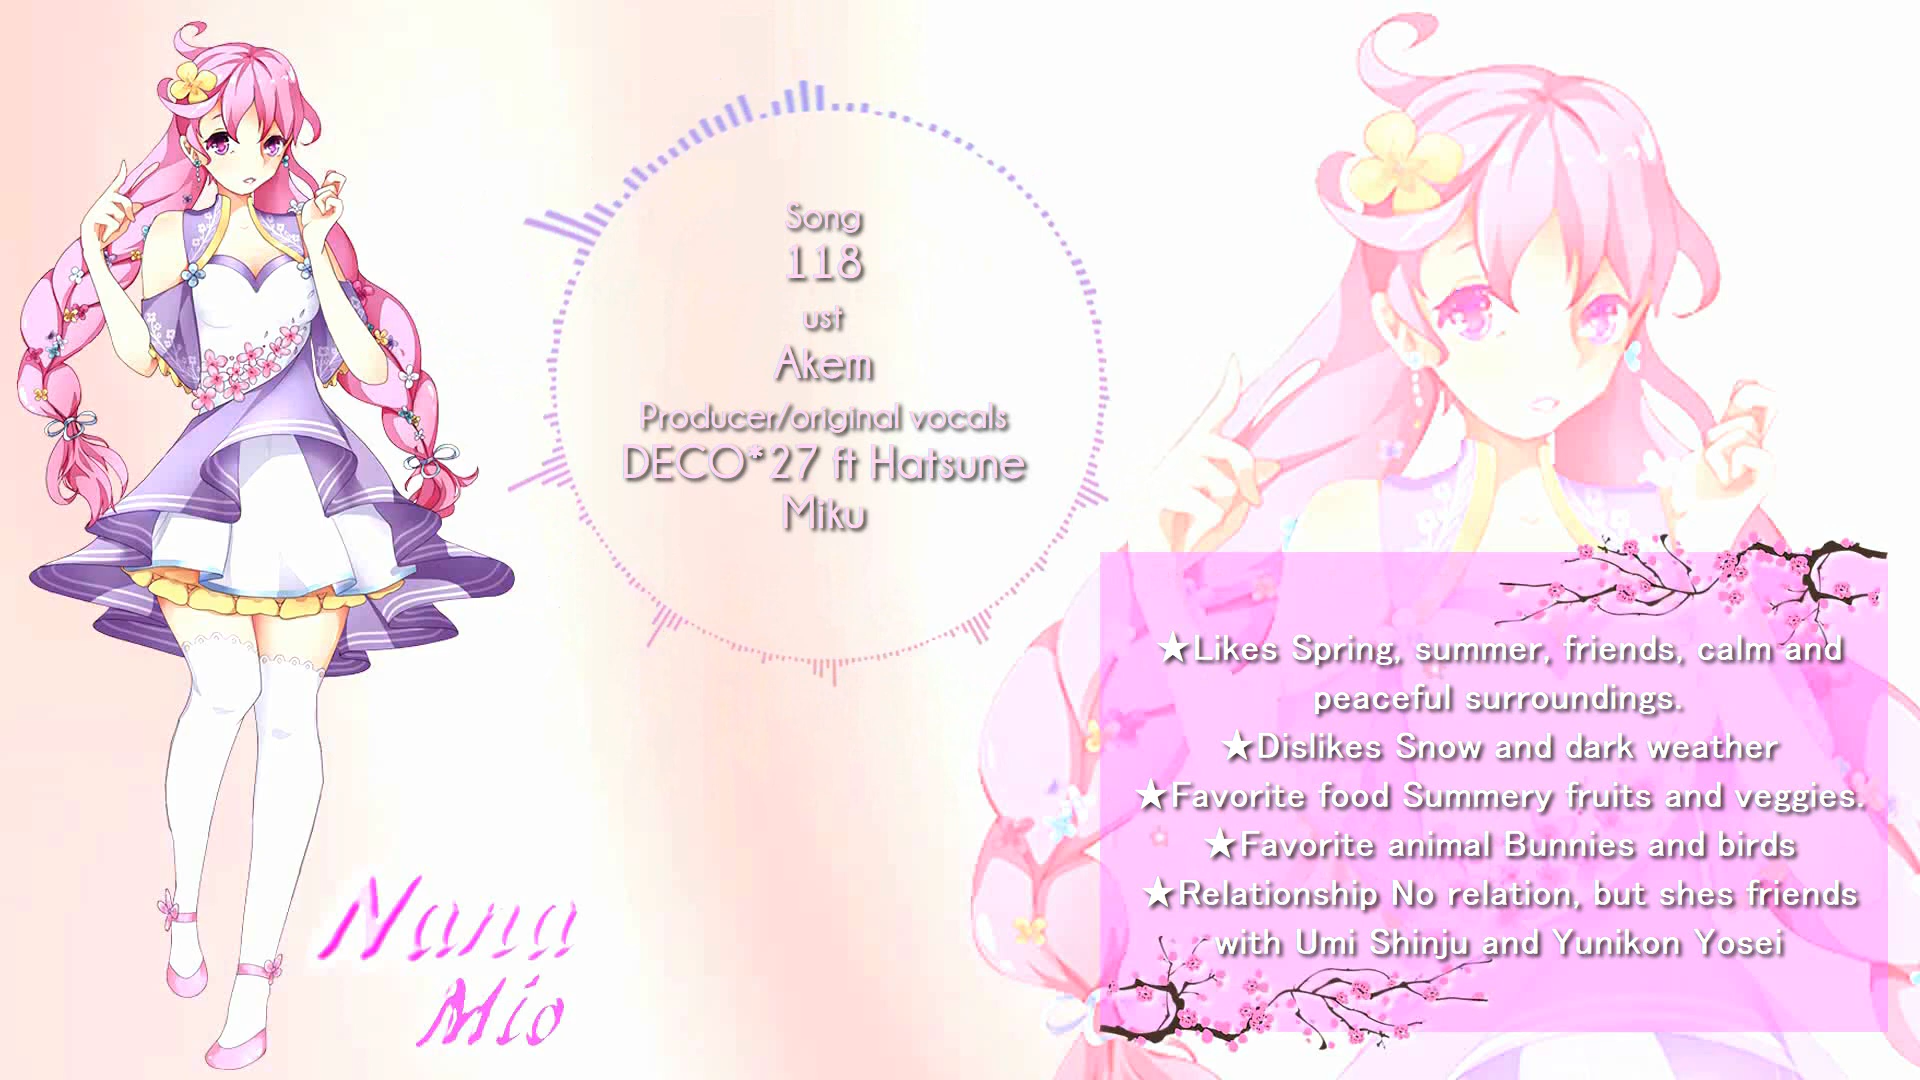 Song
118
ust
Akem
Producer/original vocals
DECO*27 ft Hatsune
Miku
★Likes Spring, summer, friends, calm and
peaceful surroundings.
★Dislikes Snow and dark weather
★Favorite food Summery fruits and veggies.
★Favorite animal Bunnies and birds
★Relationship No relation, but shes friends
with Umi Shinju and Yunikon Yosei
Nana
Mio